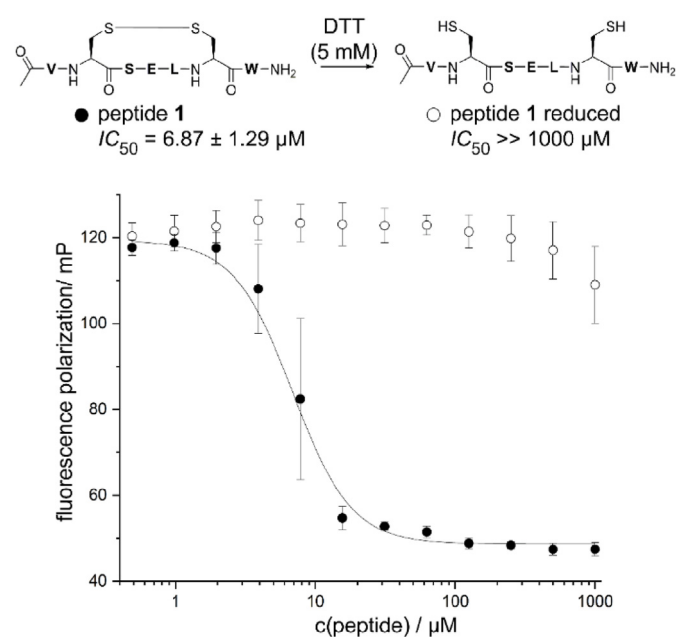 S S
DTT
(5 mM)
HS SH
O V N H O S–E–L–N H O W–NH₂
O V N H O S–E–L–N H O W–NH₂
● peptide 1
IC₅₀ = 6.87 ± 1.29 µM
○ peptide 1 reduced
IC₅₀ >> 1000 µM
fluorescence polarization/ mP
120
100
80
60
40
1 10 100 1000
c(peptide) / µM